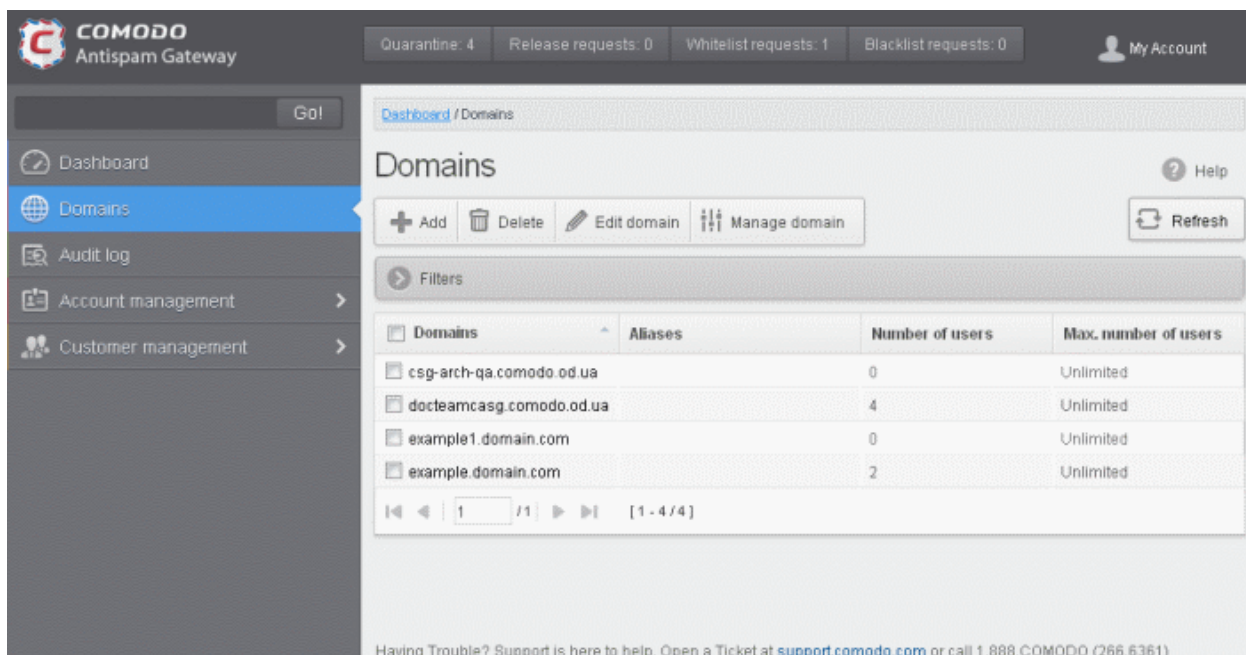 COMODO
Antispam Gateway
Quarantine: 4 Release requests: 0 Whitelist requests: 1 Blacklist requests: 0
My Account
Go!
Dashboard
Domains
Audit log
Account management
Customer management
Dashboard / Domains
Domains
Help
Add Delete Edit domain Manage domain
Refresh
Filters
Domains Aliases Number of users Max. number of users
csg-arch-qa.comodo.od.ua 0 Unlimited
docteamcasg.comodo.od.ua 4 Unlimited
example1.domain.com 0 Unlimited
example.domain.com 2 Unlimited
1 /1 [ 1 - 4 / 4 ]
Having Trouble? Support is here to help. Open a Ticket at support.comodo.com or call 1.888.COMODO (266.6361)